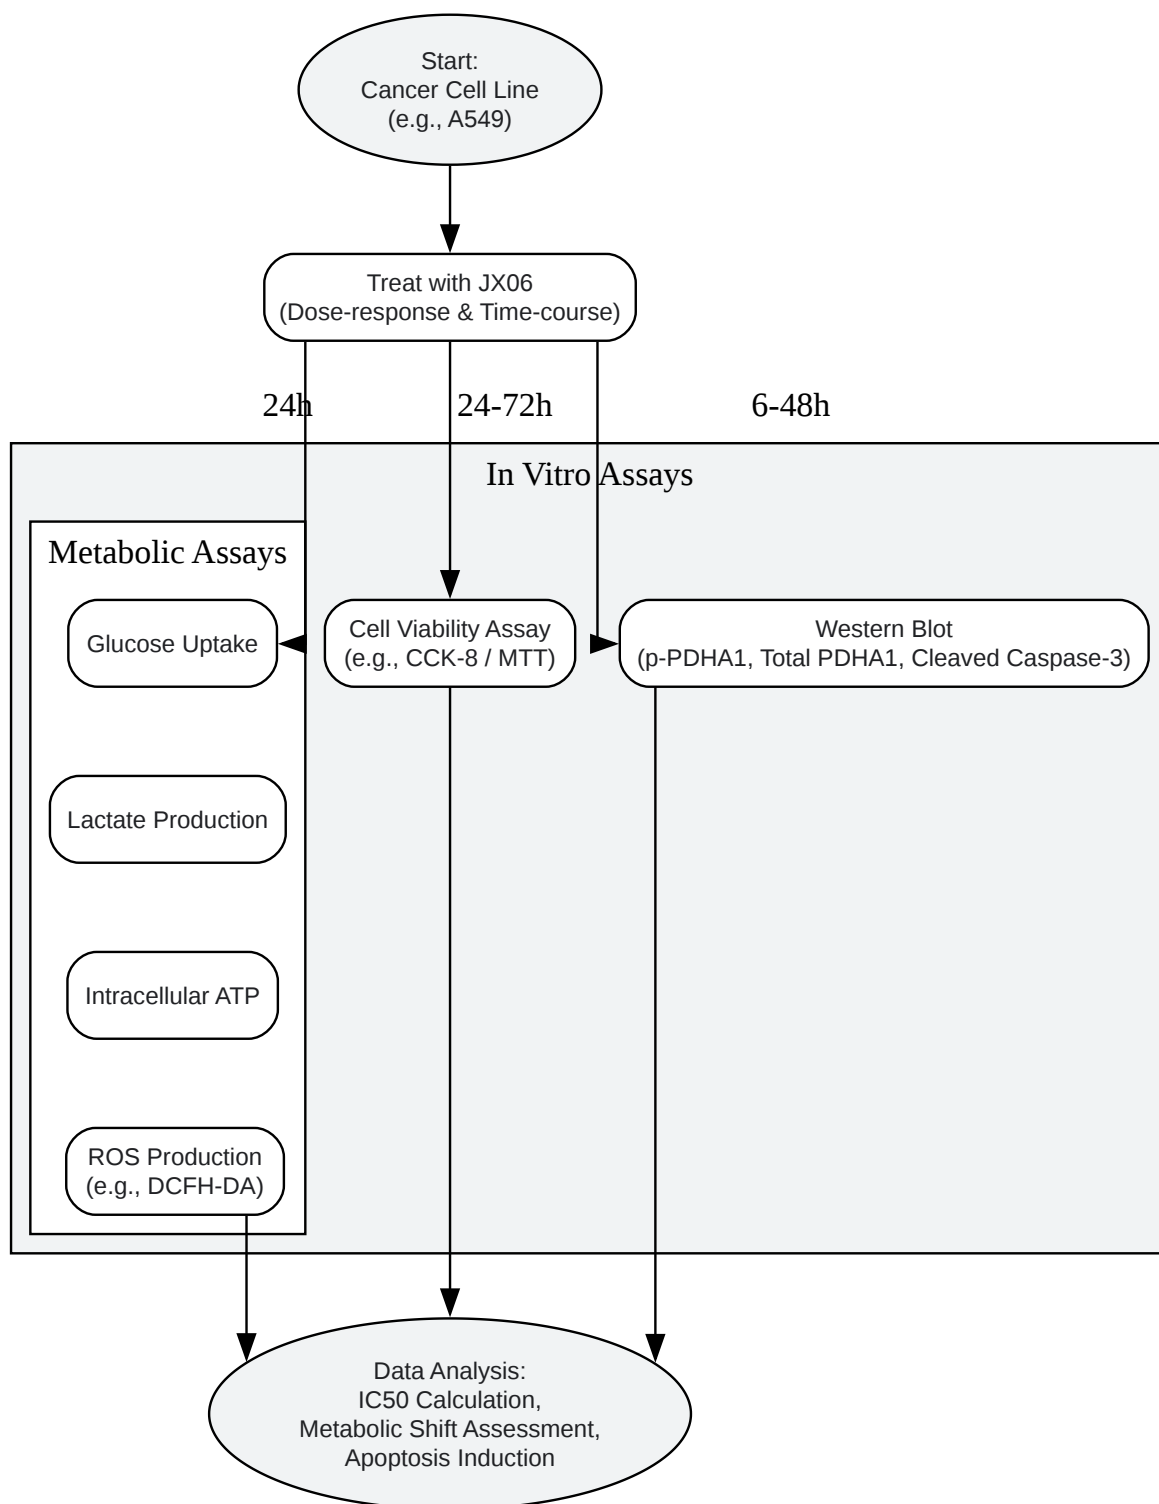 Start:
Cancer Cell Line
(e.g., A549)
Treat with JX06
(Dose-response & Time-course)
24h
24-72h
6-48h
In Vitro Assays
Metabolic Assays
Glucose Uptake
Cell Viability Assay
(e.g., CCK-8 / MTT)
Western Blot
(p-PDHA1, Total PDHA1, Cleaved Caspase-3)
Lactate Production
Intracellular ATP
ROS Production
(e.g., DCFH-DA)
Data Analysis:
IC50 Calculation,
Metabolic Shift Assessment,
Apoptosis Induction